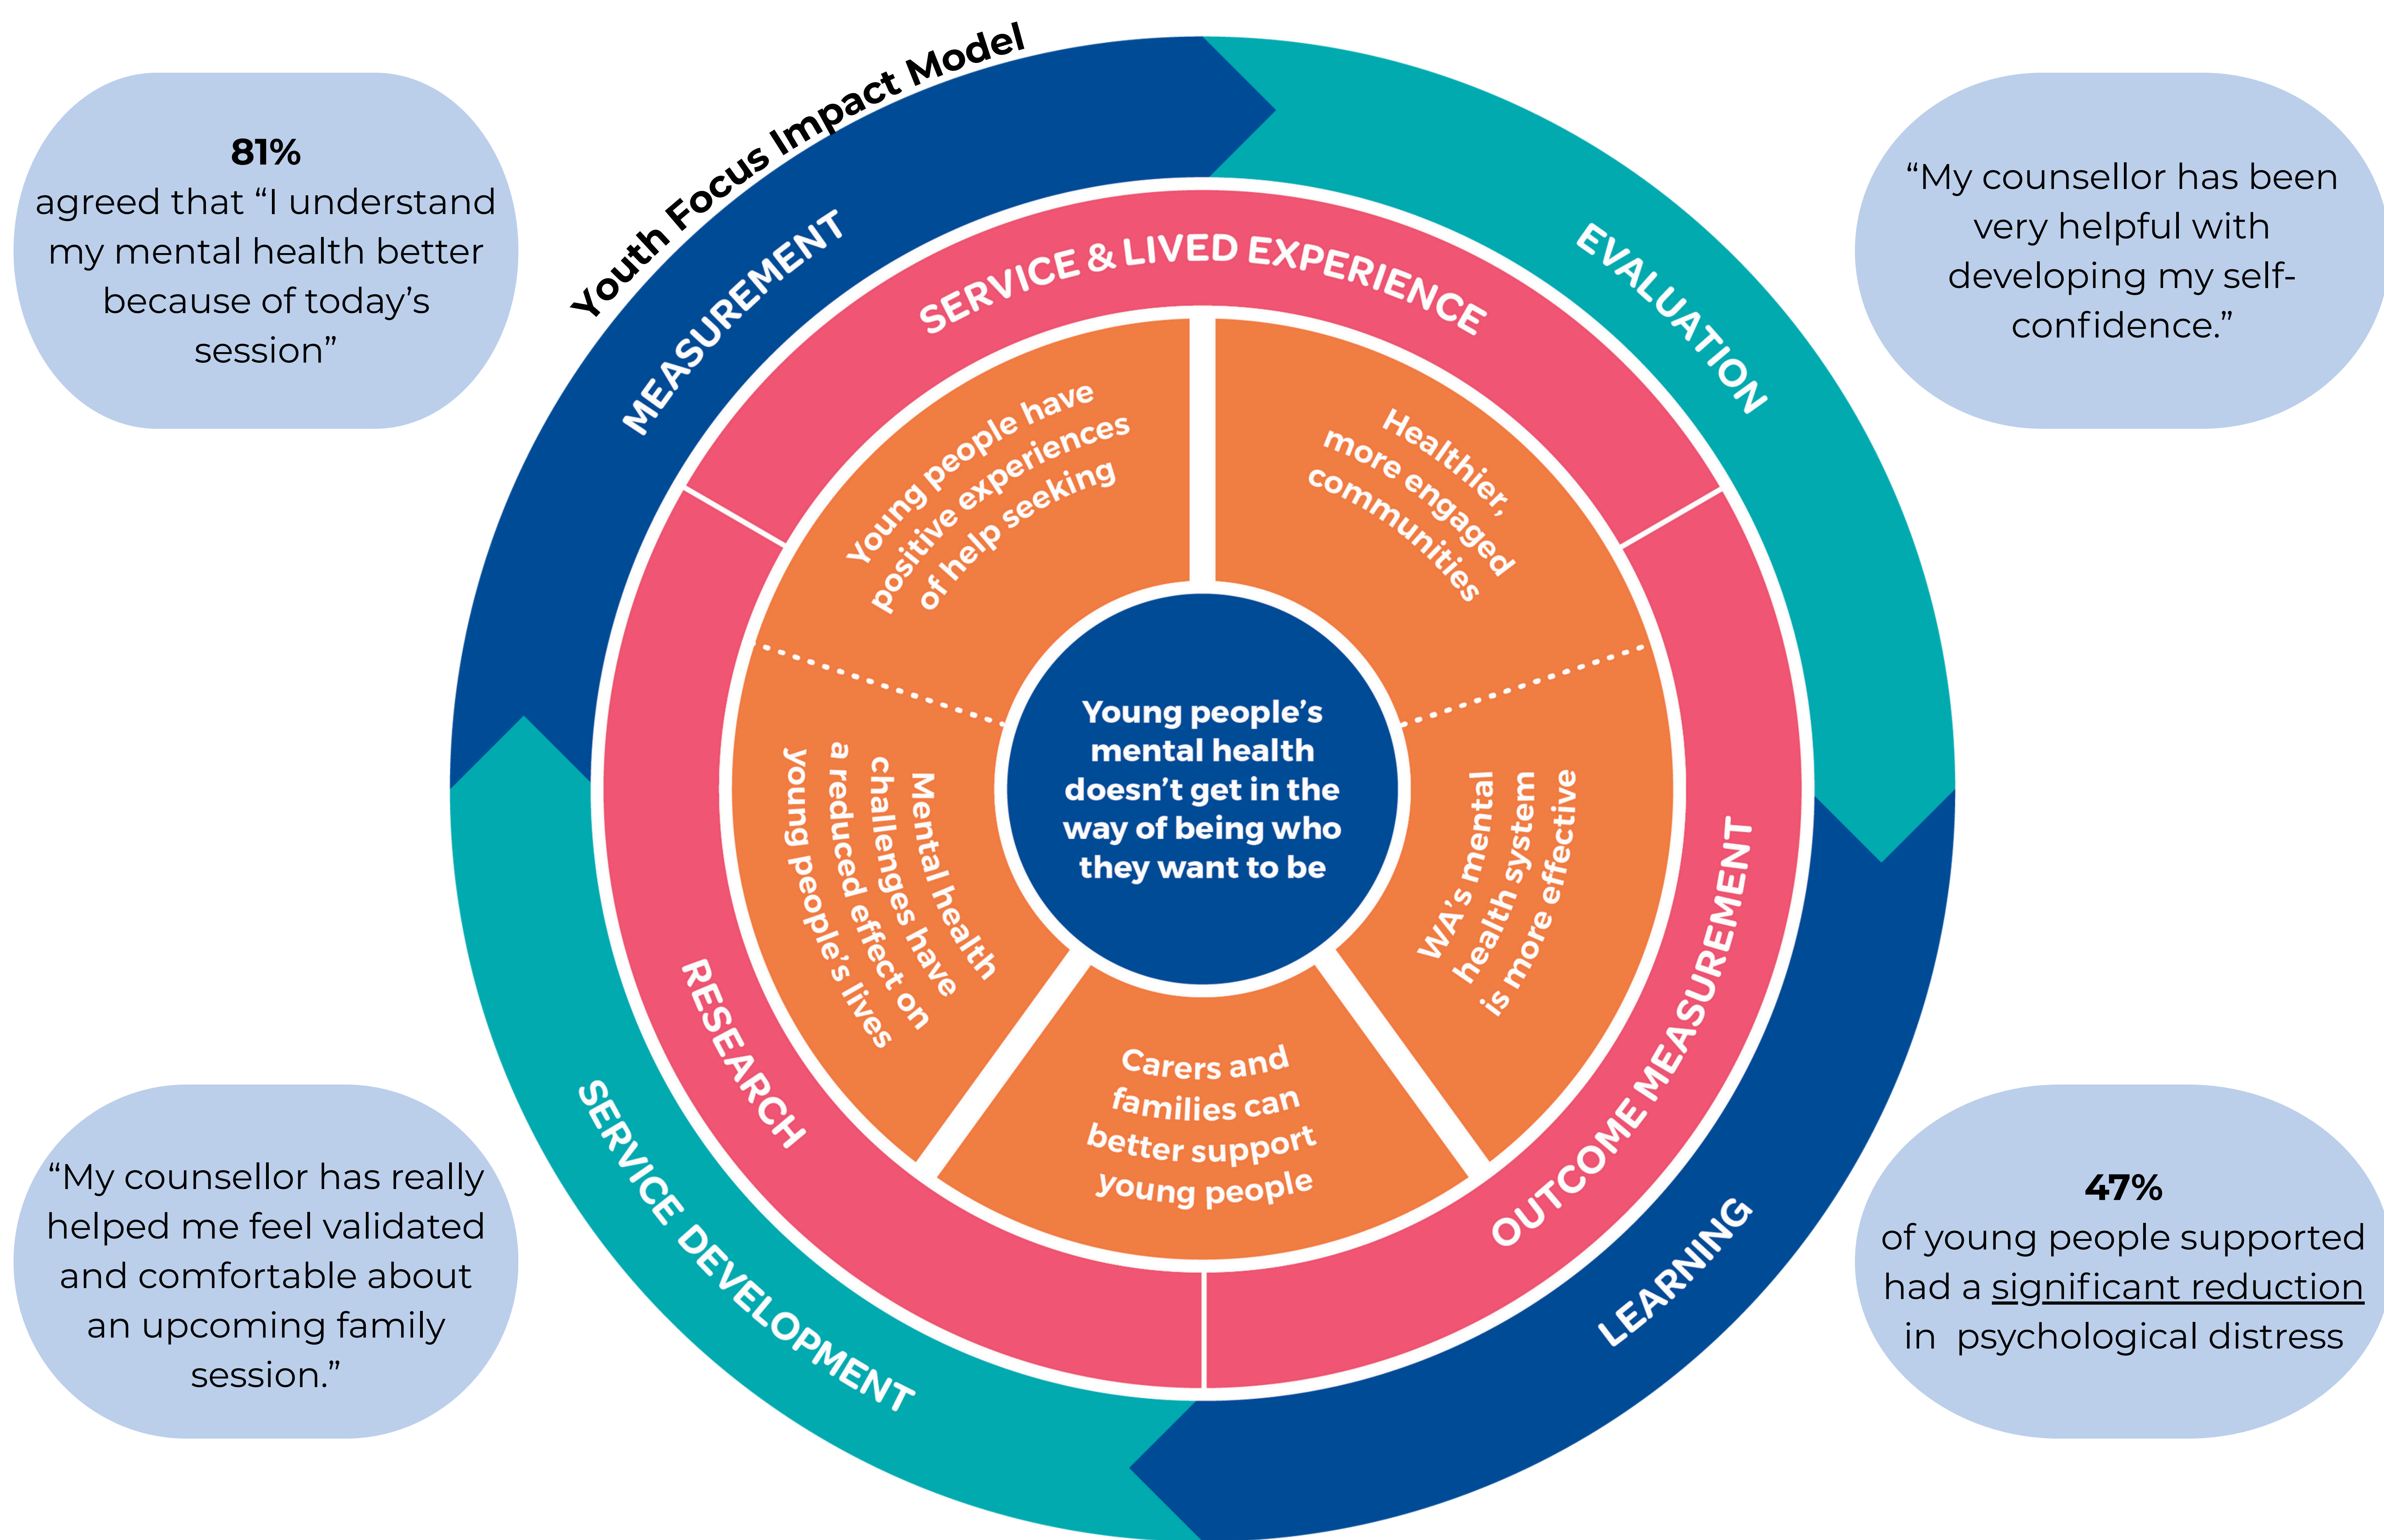 Youth Focus Impact Model
81%
agreed that “I understand
my mental health better
because of today’s
session”
“My counsellor has been
very helpful with
developing my self-
confidence.”
MEASUREMENT
EVALUATION
LEARNING
SERVICE DEVELOPMENT
SERVICE & LIVED EXPERIENCE
OUTCOME MEASUREMENT
RESEARCH
Young people have
positive experiences
of help seeking
Healthier,
more engaged
communities
WA’s mental
health system
is more effective
Carers and
families can
better support
young people
Mental health
challenges have
a reduced effect on
young people’s lives
Young people’s
mental health
doesn’t get in the
way of being who
they want to be
“My counsellor has really
helped me feel validated
and comfortable about
an upcoming family
session.”
47%
of young people supported
had a significant reduction
in psychological distress